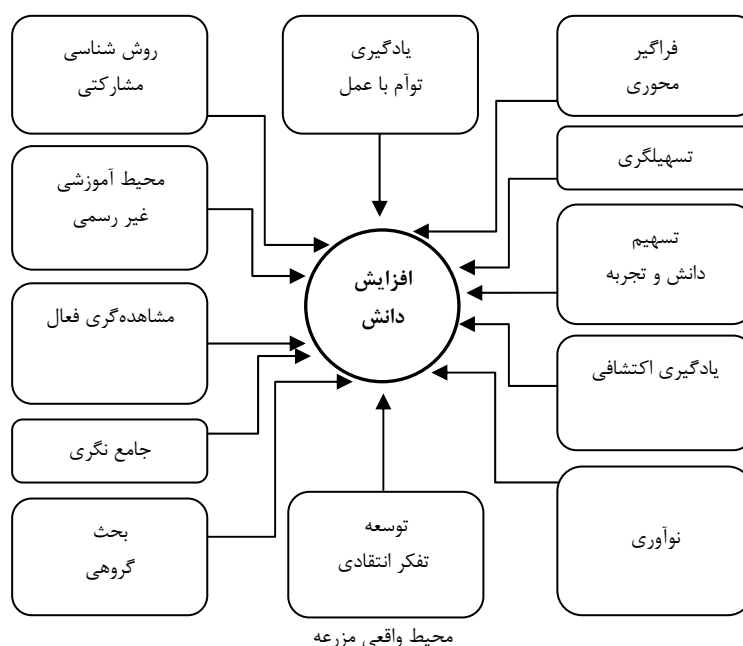 فراگیر
محوری
یادگیری
توآم با عمل
روش شناسی
مشارکتی
تسهیلگری
محیط آموزشی
غیر رسمی
تسهیم
دانش و تجربه
افزایش
دانش
مشاهده‌گری فعال
یادگیری اکتشافی
جامع نگری
نوآوری
توسعه
تفکر انتقادی
بحث
گروهی
محیط واقعی مزرعه